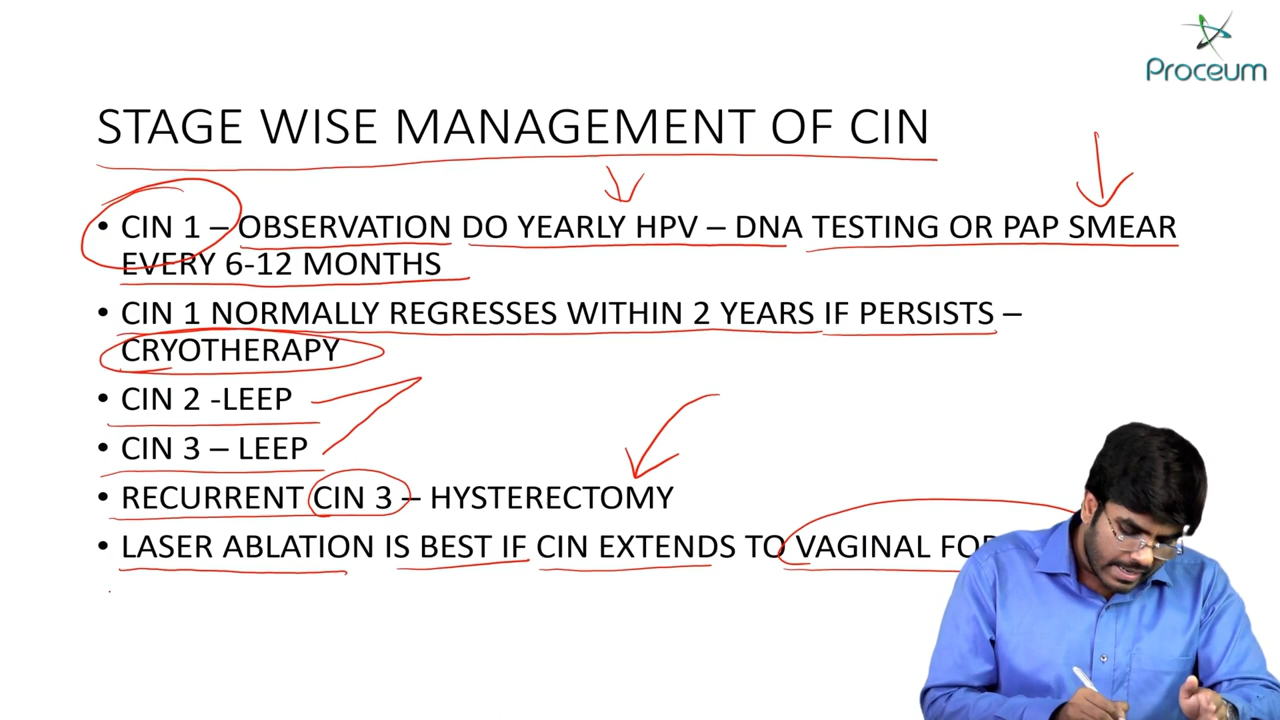 Proceum
STAGE WISE MANAGEMENT OF CIN
• CIN 1 – OBSERVATION DO YEARLY HPV – DNA TESTING OR PAP SMEAR
EVERY 6-12 MONTHS
• CIN 1 NORMALLY REGRESSES WITHIN 2 YEARS IF PERSISTS –
CRYOTHERAPY
• CIN 2 -LEEP
• CIN 3 – LEEP
• RECURRENT CIN 3 – HYSTERECTOMY
• LASER ABLATION IS BEST IF CIN EXTENDS TO VAGINAL